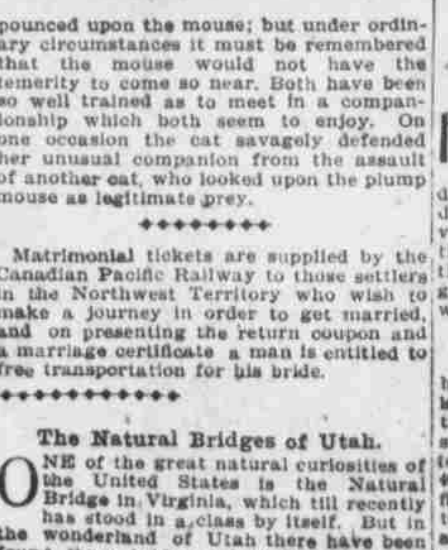 pounced upon the mouse; but under ordin-
ary circumstances it must be remembered
that the mouse would not have the
temerity to come so near. Both have been
so well trained as to meet in a compan-
ionship which both seem to enjoy. On
one occasion the cat savagely defended
her unusual companion from the assault
of another cat, who looked upon the plump
mouse as legitimate prey.
Matrimonial tickets are supplied by the
Canadian Pacific Railway to those settlers
in the Northwest Territory who wish to
make a journey in order to get married,
and on presenting the return coupon and
a marriage certificate a man is entitled to
free transportation for his bride.
The Natural Bridges of Utah.
ONE of the great natural curiosities of
the United States is the Natural
Bridge in Virginia, which till recently
has stood in a class by itself. But in
the wonderland of Utah there have been